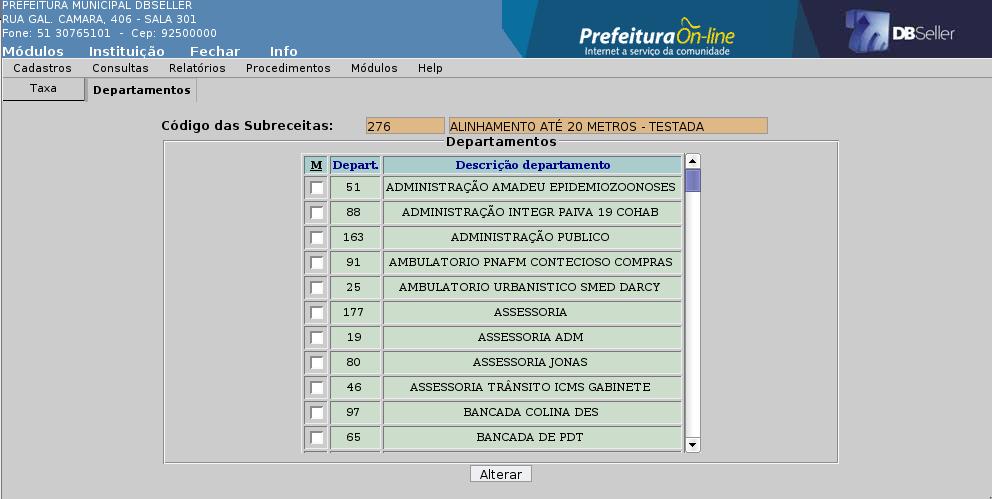 PREFEITURA MUNICIPAL DBSELLER
RUA GAL. CAMARA, 406 - SALA 301
Fone: 51 30765101 - Cep: 92500000
Módulos Instituição Fechar Info
Prefeitura On-line
Internet a serviço da comunidade
DBSeller
Cadastros Consultas Relatórios Procedimentos Módulos Help
Taxa Departamentos
Código das Subreceitas: 276 ALINHAMENTO ATÉ 20 METROS - TESTADA
Departamentos
M Depart. Descrição departamento
51 ADMINISTRAÇÃO AMADEU EPIDEMIOZOONOSES
88 ADMINISTRAÇÃO INTEGR PAIVA 19 COHAB
163 ADMINISTRAÇÃO PUBLICO
91 AMBULATORIO PNAFM CONTECIOSO COMPRAS
25 AMBULATORIO URBANISTICO SMED DARCY
177 ASSESSORIA
19 ASSESSORIA ADM
80 ASSESSORIA JONAS
46 ASSESSORIA TRÂNSITO ICMS GABINETE
97 BANCADA COLINA DES
65 BANCADA DE PDT
Alterar